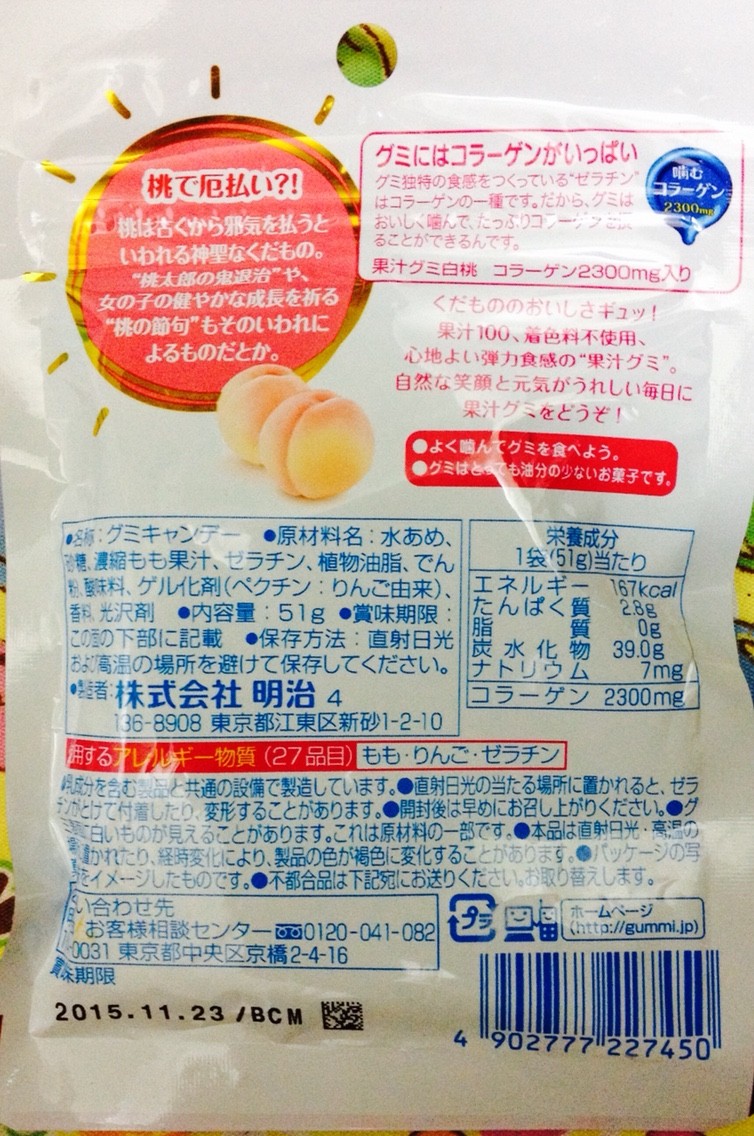 桃で厄払い?!
桃は古くから邪気を払うと
いわれる神聖なくだもの。
"桃太郎の鬼退治"や、
女の子の健やかな成長を祈る
"桃の節句"もそのいわれに
よるものだとか。
グミにはコラーゲンがいっぱい
グミ独特の食感をつくっている"ゼラチン"
はコラーゲンの一種です。だから、グミは
おいしく噛んで、たっぷりコラーゲンを摂
ることができるんです。
果汁グミ白桃 コラーゲン2300mg入り
噛む
コラーゲン
2300mg
くだもののおいしさギュッ!
果汁100、着色料不使用、
心地よい弾力食感の"果汁グミ"。
自然な笑顔と元気がうれしい毎日に
果汁グミをどうぞ!
●よく噛んでグミを食べよう。
●グミはとっても油分の少ないお菓子です。
●名称:グミキャンデー ●原材料名:水あめ、
砂糖、濃縮もも果汁、ゼラチン、植物油脂、でん
粉、酸味料、ゲル化剤(ペクチン:りんご由来)、
香料、光沢剤 ●内容量:51g ●賞味期限:
この面の下部に記載 ●保存方法:直射日光
および高温の場所を避けて保存してください。
●製造者:株式会社 明治 4
136-8908 東京都江東区新砂1-2-10
栄養成分
1袋(51g)当たり
エネルギー 167kcal
たんぱく質 2.8g
脂質 0g
炭水化物 39.0g
ナトリウム 7mg
コラーゲン 2300mg
用するアレルギー物質(27品目) もも・りんご・ゼラチン
乳成分を含む製品と共通の設備で製造しています。●直射日光の当たる場所に置かれると、ゼラ
チンがとけて付着したり、変形することがあります。●開封後は早めにお召し上がりください。●グ
に白いものが見えることがあります。これは原材料の一部です。●本品は直射日光・高温の
置かれたり、経時変化により、製品の色が褐色に変化することがあります。●パッケージの写
をイメージしたものです。●不都合品は下記宛にお送りください。お取り替えします。
い合わせ先
お客様相談センター 0120-041-082
-0031 東京都中央区京橋2-4-16
プラ
ホームページ
(http://gummi.jp)
賞味期限
2015.11.23 /BCM
4 902777 227450